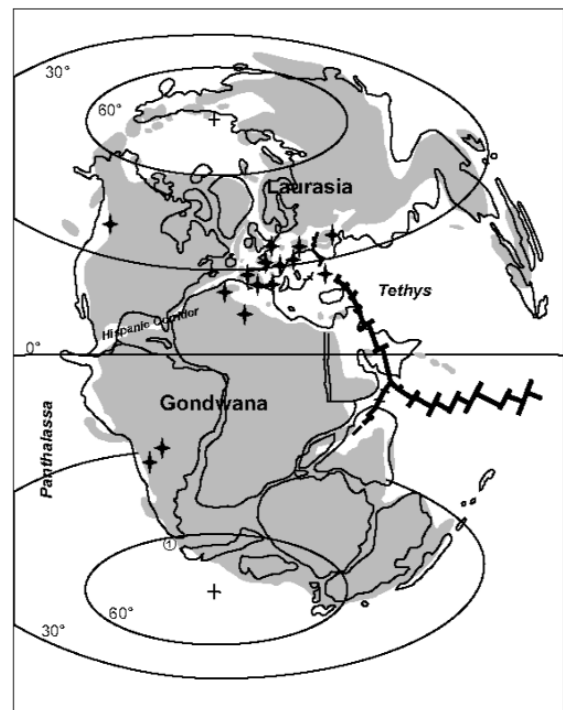 30°
60°
Laurasia
Tethys
Hispanic Corridor
0°
Gondwana
Panthalassa
1
60°
30°